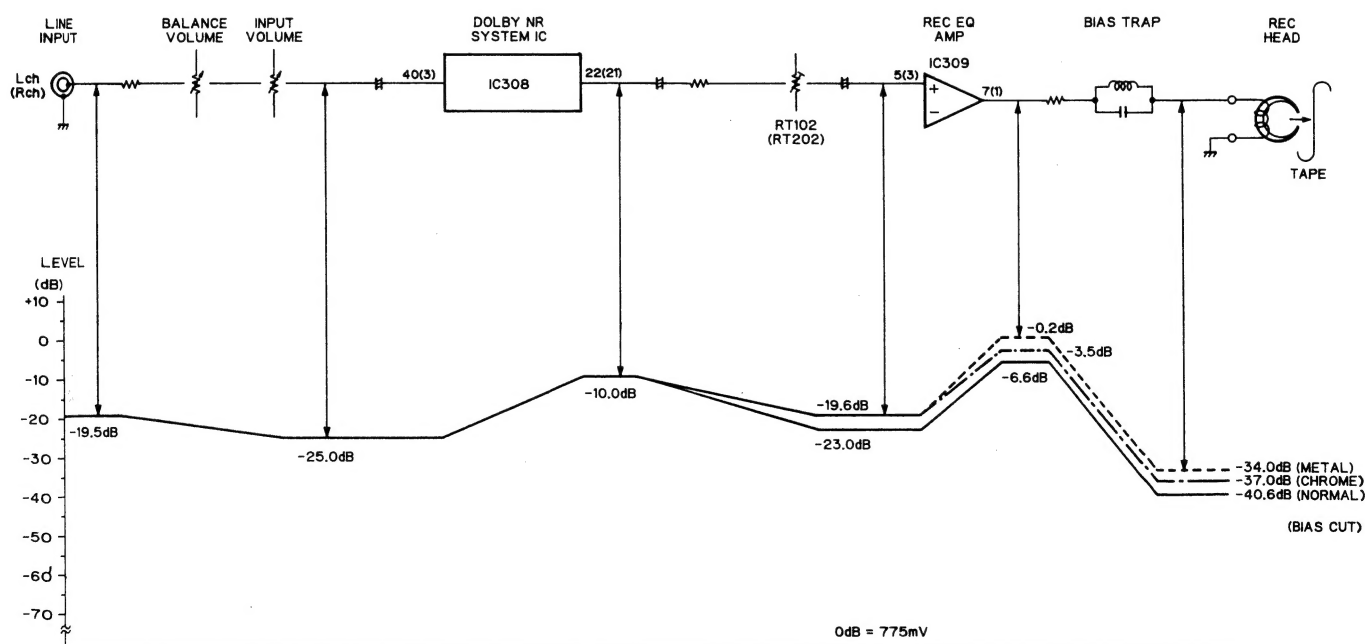 LINE
INPUT
BALANCE
VOLUME
INPUT
VOLUME
DOLBY NR
SYSTEM IC
REC EQ
AMP
BIAS TRAP
REC
HEAD
Lch
(Rch)
40(3)
IC308
22(21)
5(3)
IC309
7(1)
+
−
RT102
(RT202)
TAPE
LEVEL
(dB)
+10
0
-10
-20
-30
-40
-50
-60
-70
-19.5dB
-25.0dB
-10.0dB
-19.6dB
-23.0dB
-0.2dB
-3.5dB
-6.6dB
-34.0dB (METAL)
-37.0dB (CHROME)
-40.6dB (NORMAL)
(BIAS CUT)
0dB = 775mV